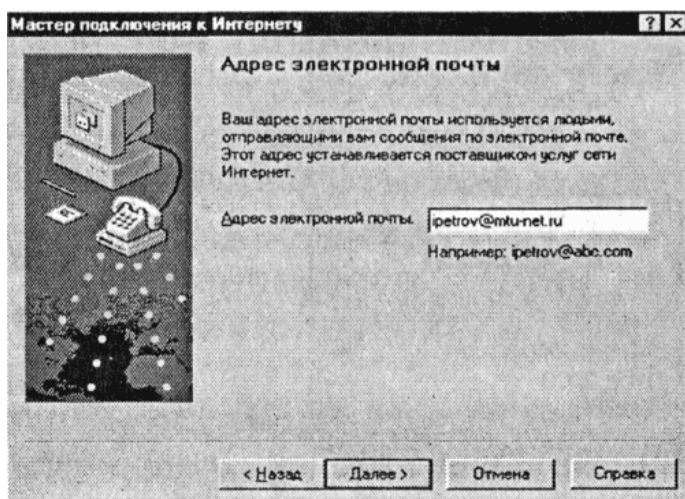 Мастер подключения к Интернету
Адрес электронной почты
Ваш адрес электронной почты используется людьми,
отправляющими вам сообщения по электронной почте.
Этот адрес устанавливается поставщиком услуг сети
Интернет.
Адрес электронной почты: ipetrov@mtu-net.ru
Например: ipetrov@abc.com
< Назад Далее > Отмена Справка